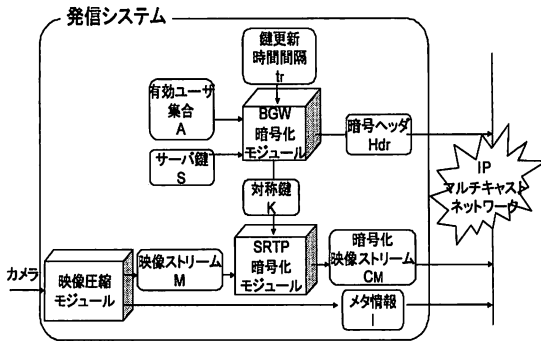 発信システム
鍵更新
時間間隔
tr
有効ユーザ
集合
A
BGW
暗号化
モジュール
暗号ヘッダ
Hdr
サーバ鍵
S
IP
マルチキャスト
ネットワーク
対称鍵
K
SRTP
暗号化
モジュール
暗号化
映像ストリーム
CM
映像ストリーム
M
カメラ
映像圧縮
モジュール
メタ情報
I